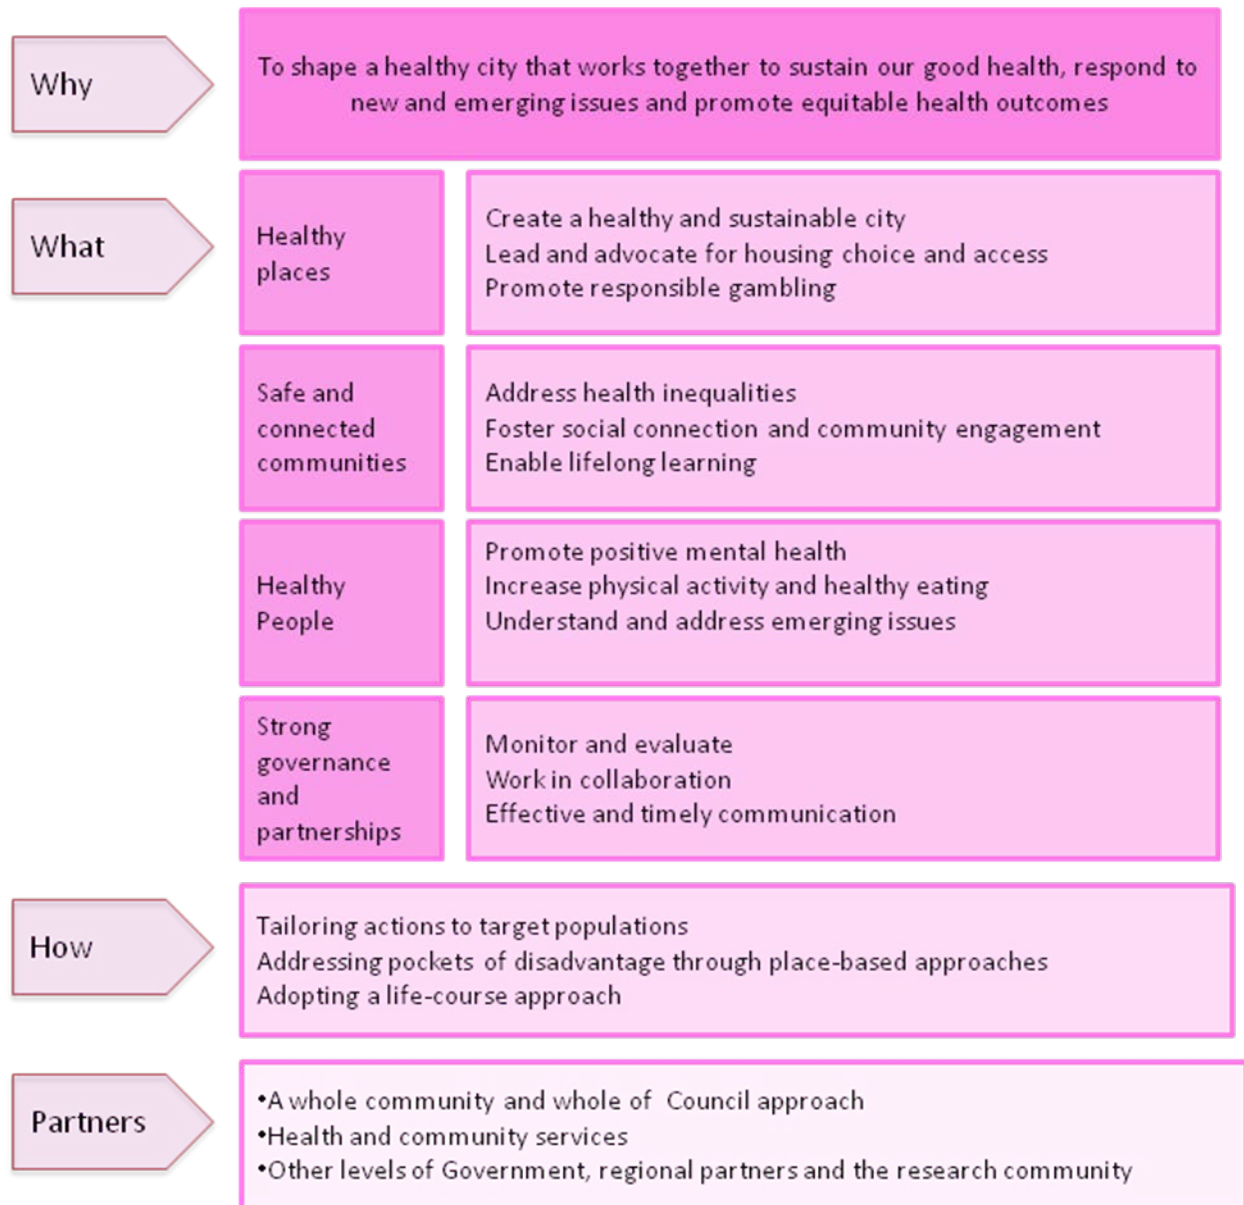 Why
To shape a healthy city that works together to sustain our good health, respond to
new and emerging issues and promote equitable health outcomes
What
Healthy
places
Create a healthy and sustainable city
Lead and advocate for housing choice and access
Promote responsible gambling
Safe and
connected
communities
Address health inequalities
Foster social connection and community engagement
Enable lifelong learning
Healthy
People
Promote positive mental health
Increase physical activity and healthy eating
Understand and address emerging issues
Strong
governance
and
partnerships
Monitor and evaluate
Work in collaboration
Effective and timely communication
How
Tailoring actions to target populations
Addressing pockets of disadvantage through place-based approaches
Adopting a life-course approach
Partners
•A whole community and whole of Council approach
•Health and community services
•Other levels of Government, regional partners and the research community